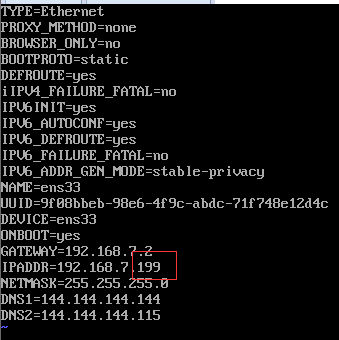 TYPE=Ethernet
PROXY_METHOD=none
BROWSER_ONLY=no
BOOTPROTO=static
DEFROUTE=yes
iIPV4_FAILURE_FATAL=no
IPV6INIT=yes
IPV6_AUTOCONF=yes
IPV6_DEFROUTE=yes
IPV6_FAILURE_FATAL=no
IPV6_ADDR_GEN_MODE=stable-privacy
NAME=ens33
UUID=9f08bbeb-98e6-4f9c-abdc-71f748e12d4c
DEVICE=ens33
ONBOOT=yes
GATEWAY=192.168.7.2
IPADDR=192.168.7.199
NETMASK=255.255.255.0
DNS1=144.144.144.144
DNS2=144.144.144.115
~